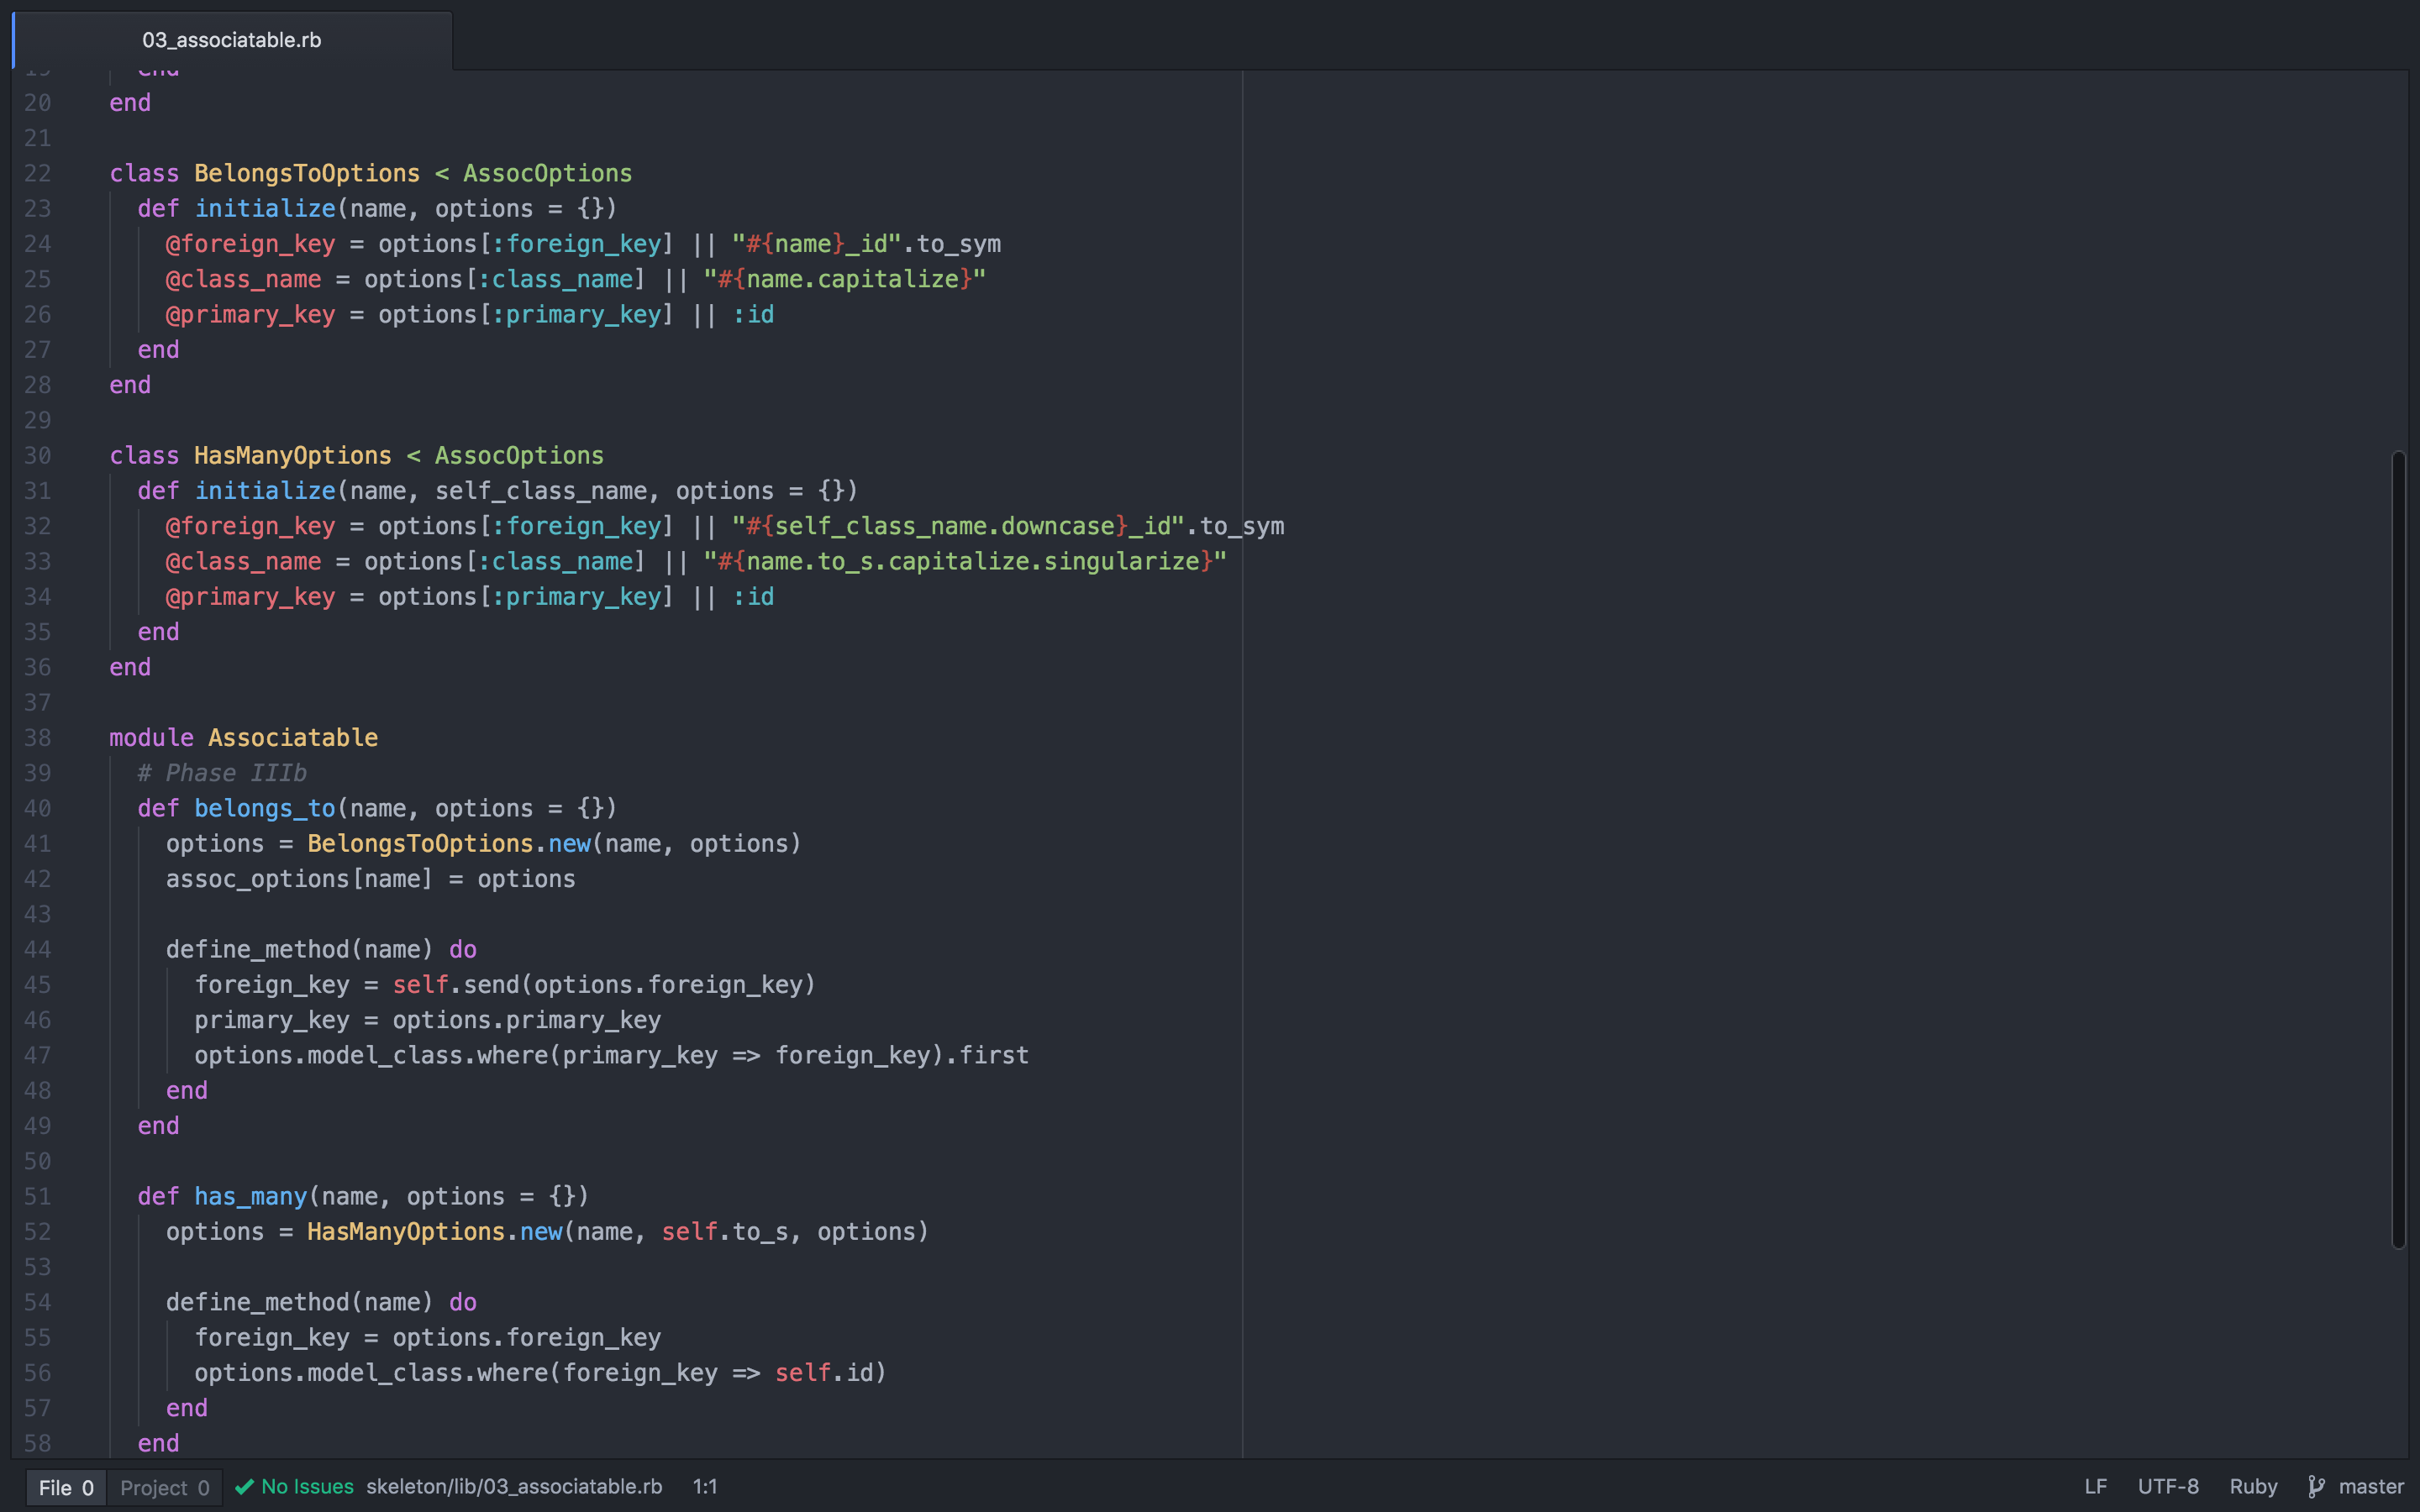 03_associatable.rb
19 end
20 end
21
22 class BelongsToOptions < AssocOptions
23 def initialize(name, options = {})
24 @foreign_key = options[:foreign_key] || "#{name}_id".to_sym
25 @class_name = options[:class_name] || "#{name.capitalize}"
26 @primary_key = options[:primary_key] || :id
27 end
28 end
29
30 class HasManyOptions < AssocOptions
31 def initialize(name, self_class_name, options = {})
32 @foreign_key = options[:foreign_key] || "#{self_class_name.downcase}_id".to_sym
33 @class_name = options[:class_name] || "#{name.to_s.capitalize.singularize}"
34 @primary_key = options[:primary_key] || :id
35 end
36 end
37
38 module Associatable
39 # Phase IIIb
40 def belongs_to(name, options = {})
41 options = BelongsToOptions.new(name, options)
42 assoc_options[name] = options
43
44 define_method(name) do
45 foreign_key = self.send(options.foreign_key)
46 primary_key = options.primary_key
47 options.model_class.where(primary_key => foreign_key).first
48 end
49 end
50
51 def has_many(name, options = {})
52 options = HasManyOptions.new(name, self.to_s, options)
53
54 define_method(name) do
55 foreign_key = options.foreign_key
56 options.model_class.where(foreign_key => self.id)
57 end
58 end
File 0 Project 0 No Issues skeleton/lib/03_associatable.rb 1:1 LF UTF-8 Ruby master